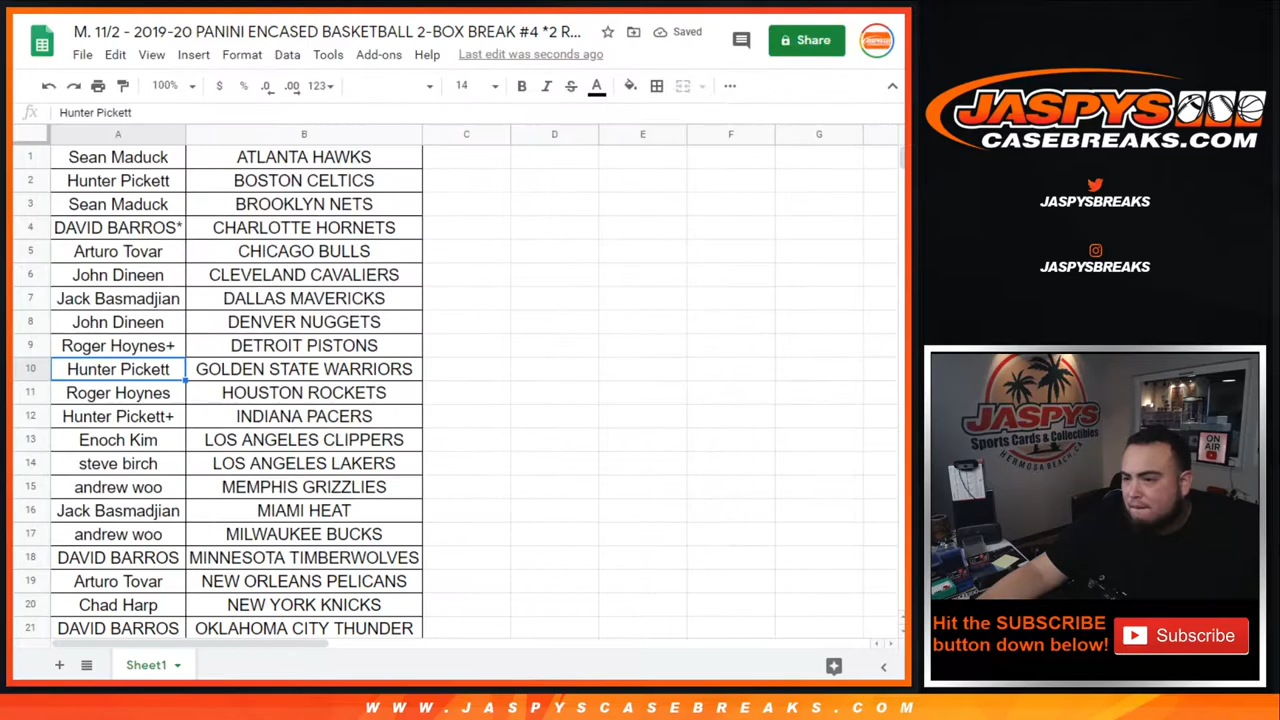 M. 11/2 - 2019-20 PANINI ENCASED BASKETBALL 2-BOX BREAK #4 *2 R...
Saved
Share
File Edit View Insert Format Data Tools Add-ons Help Last edit was seconds ago
100% $ % .0 .00 123 14 B I S A
fx Hunter Pickett
A B C D E F G
1 Sean Maduck ATLANTA HAWKS
2 Hunter Pickett BOSTON CELTICS
3 Sean Maduck BROOKLYN NETS
4 DAVID BARROS* CHARLOTTE HORNETS
5 Arturo Tovar CHICAGO BULLS
6 John Dineen CLEVELAND CAVALIERS
7 Jack Basmadjian DALLAS MAVERICKS
8 John Dineen DENVER NUGGETS
9 Roger Hoynes+ DETROIT PISTONS
10 Hunter Pickett GOLDEN STATE WARRIORS
11 Roger Hoynes HOUSTON ROCKETS
12 Hunter Pickett+ INDIANA PACERS
13 Enoch Kim LOS ANGELES CLIPPERS
14 steve birch LOS ANGELES LAKERS
15 andrew woo MEMPHIS GRIZZLIES
16 Jack Basmadjian MIAMI HEAT
17 andrew woo MILWAUKEE BUCKS
18 DAVID BARROS MINNESOTA TIMBERWOLVES
19 Arturo Tovar NEW ORLEANS PELICANS
20 Chad Harp NEW YORK KNICKS
21 DAVID BARROS OKLAHOMA CITY THUNDER
Sheet1
JASPYS
CASEBREAKS.COM
JASPYSBREAKS
JASPYSBREAKS
JASPYS
Sports Cards & Collectibles
HERMOSA BEACH, CA
ON AIR
Hit the SUBSCRIBE
button down below!
Subscribe
WWW.JASPYSCASEBREAKS.COM